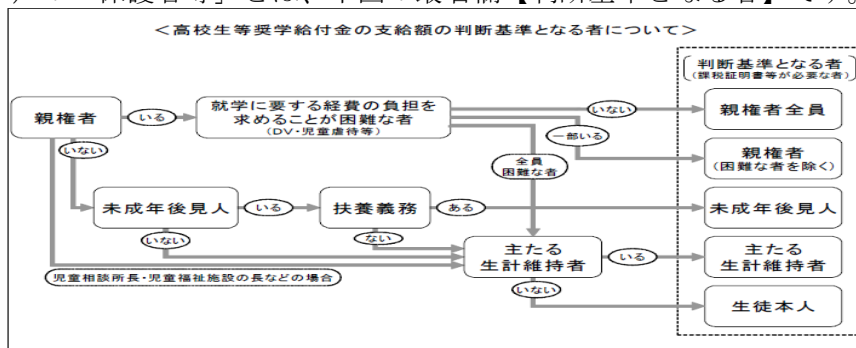 ＜高校生等奨学給付金の支給額の判断基準となる者について＞
判断基準となる者
(課税証明書等が必要な者)
親権者
いる
就学に要する経費の負担を
求めることが困難な者
(DV・児童虐待等)
いない
親権者全員
一部いる
親権者
(困難な者を除く)
全員
困難な者
いない
未成年後見人
いる
扶養義務
ある
未成年後見人
いない
ない
主たる
生計維持者
いる
主たる
生計維持者
児童相談所長・児童福祉施設の長などの場合
いない
生徒本人